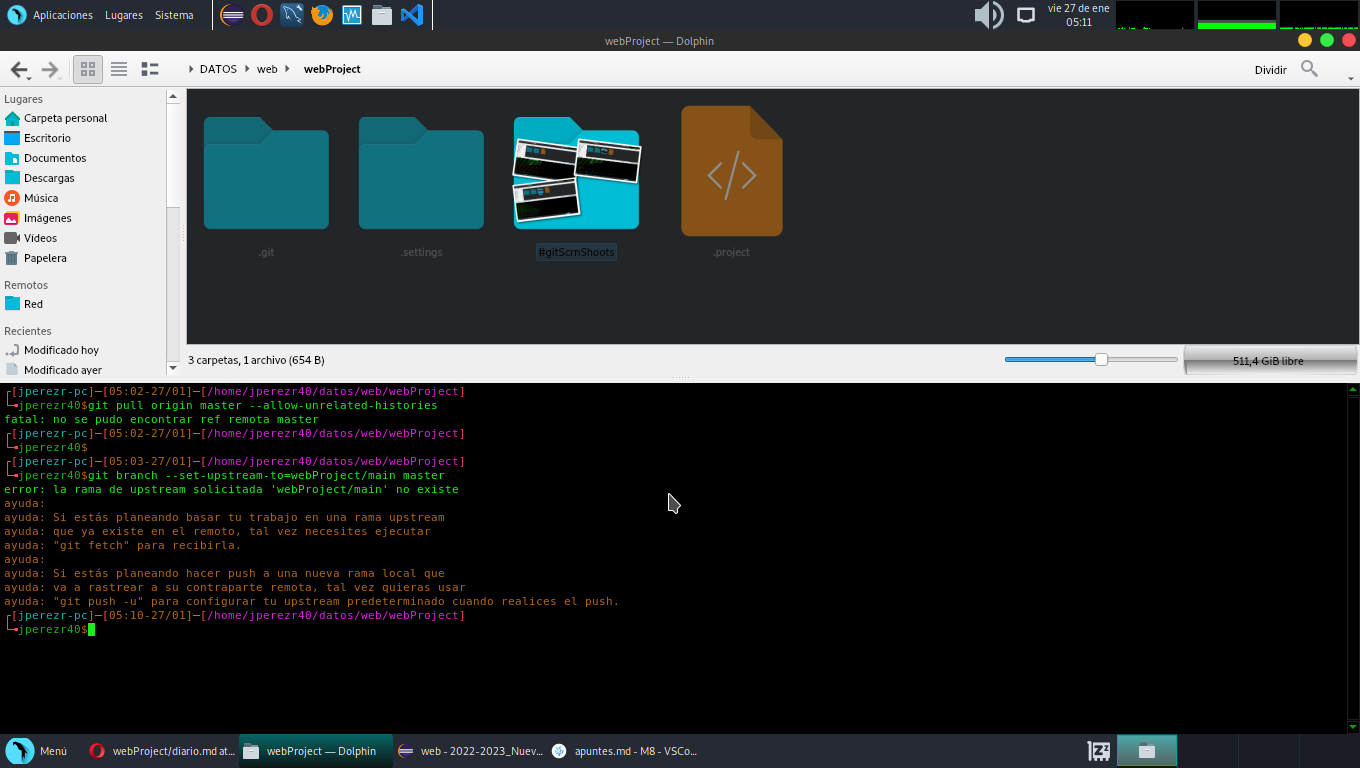 Aplicaciones Lugares Sistema
vie 27 de ene
05:11
webProject — Dolphin
DATOS web webProject
Dividir
Lugares
Carpeta personal
Escritorio
Documentos
Descargas
Música
Imágenes
Vídeos
Papelera
Remotos
Red
Recientes
Modificado hoy
Modificado ayer
.git .settings #gitScrnShoots .project
3 carpetas, 1 archivo (654 B)
511,4 GiB libre
┌[jperezr-pc]─[05:02-27/01]─[/home/jperezr40/datos/web/webProject]
└╼jperezr40$git pull origin master --allow-unrelated-histories
fatal: no se pudo encontrar ref remota master
┌[jperezr-pc]─[05:02-27/01]─[/home/jperezr40/datos/web/webProject]
└╼jperezr40$
┌[jperezr-pc]─[05:03-27/01]─[/home/jperezr40/datos/web/webProject]
└╼jperezr40$git branch --set-upstream-to=webProject/main master
error: la rama de upstream solicitada 'webProject/main' no existe
ayuda:
ayuda: Si estás planeando basar tu trabajo en una rama upstream
ayuda: que ya existe en el remoto, tal vez necesites ejecutar
ayuda: "git fetch" para recibirla.
ayuda:
ayuda: Si estás planeando hacer push a una nueva rama local que
ayuda: va a rastrear a su contraparte remota, tal vez quieras usar
ayuda: "git push -u" para configurar tu upstream predeterminado cuando realices el push.
┌[jperezr-pc]─[05:10-27/01]─[/home/jperezr40/datos/web/webProject]
└╼jperezr40$
Menú webProject/diario.md at... webProject — Dolphin web - 2022-2023_Nuev... apuntes.md - M8 - VSCo...